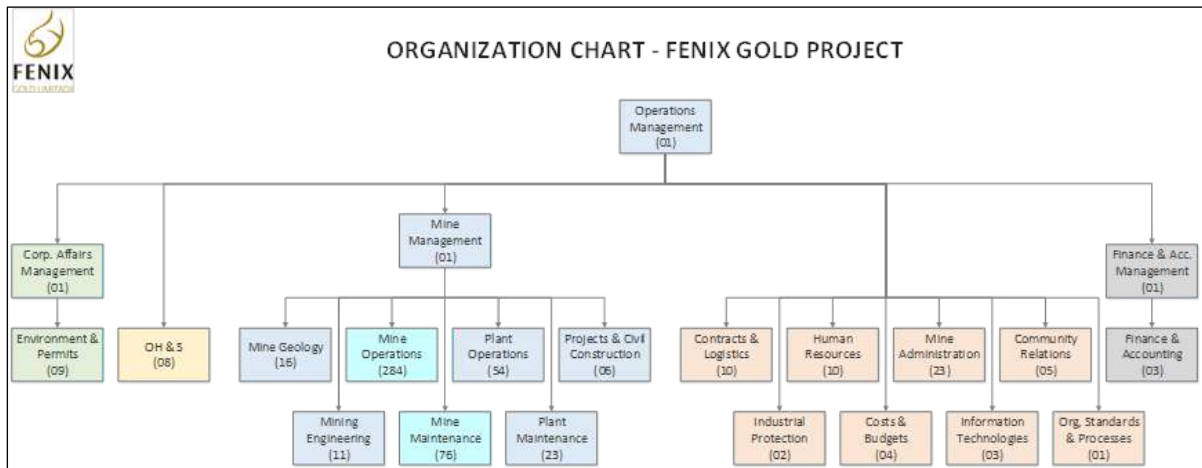 FENIX
GOLD LIMITADA
ORGANIZATION CHART - FENIX GOLD PROJECT
Operations
Management
(01)
Mine
Management
(01)
Corp. Affairs
Management
(01)
Finance & Acc.
Management
(01)
Environment &
Permits
(09)
OH & S
(08)
Mine Geology
(16)
Mine
Operations
(284)
Plant
Operations
(54)
Projects & Civil
Construction
(06)
Contracts &
Logistics
(10)
Human
Resources
(10)
Mine
Administration
(23)
Community
Relations
(05)
Finance &
Accounting
(03)
Mining
Engineering
(11)
Mine
Maintenance
(76)
Plant
Maintenance
(23)
Industrial
Protection
(02)
Costs &
Budgets
(04)
Information
Technologies
(03)
Org, Standards
& Processes
(01)